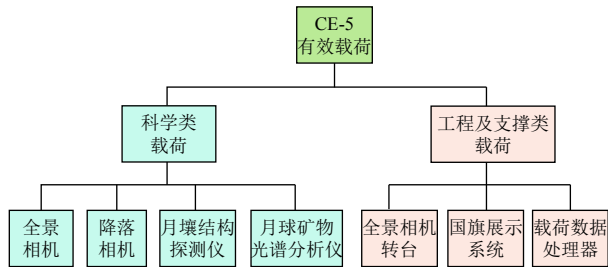 CE-5
有效载荷
科学类
载荷
工程及支撑类
载荷
全景
相机
降落
相机
月壤结构
探测仪
月球矿物
光谱分析仪
全景相机
转台
国旗展示
系统
载荷数据
处理器